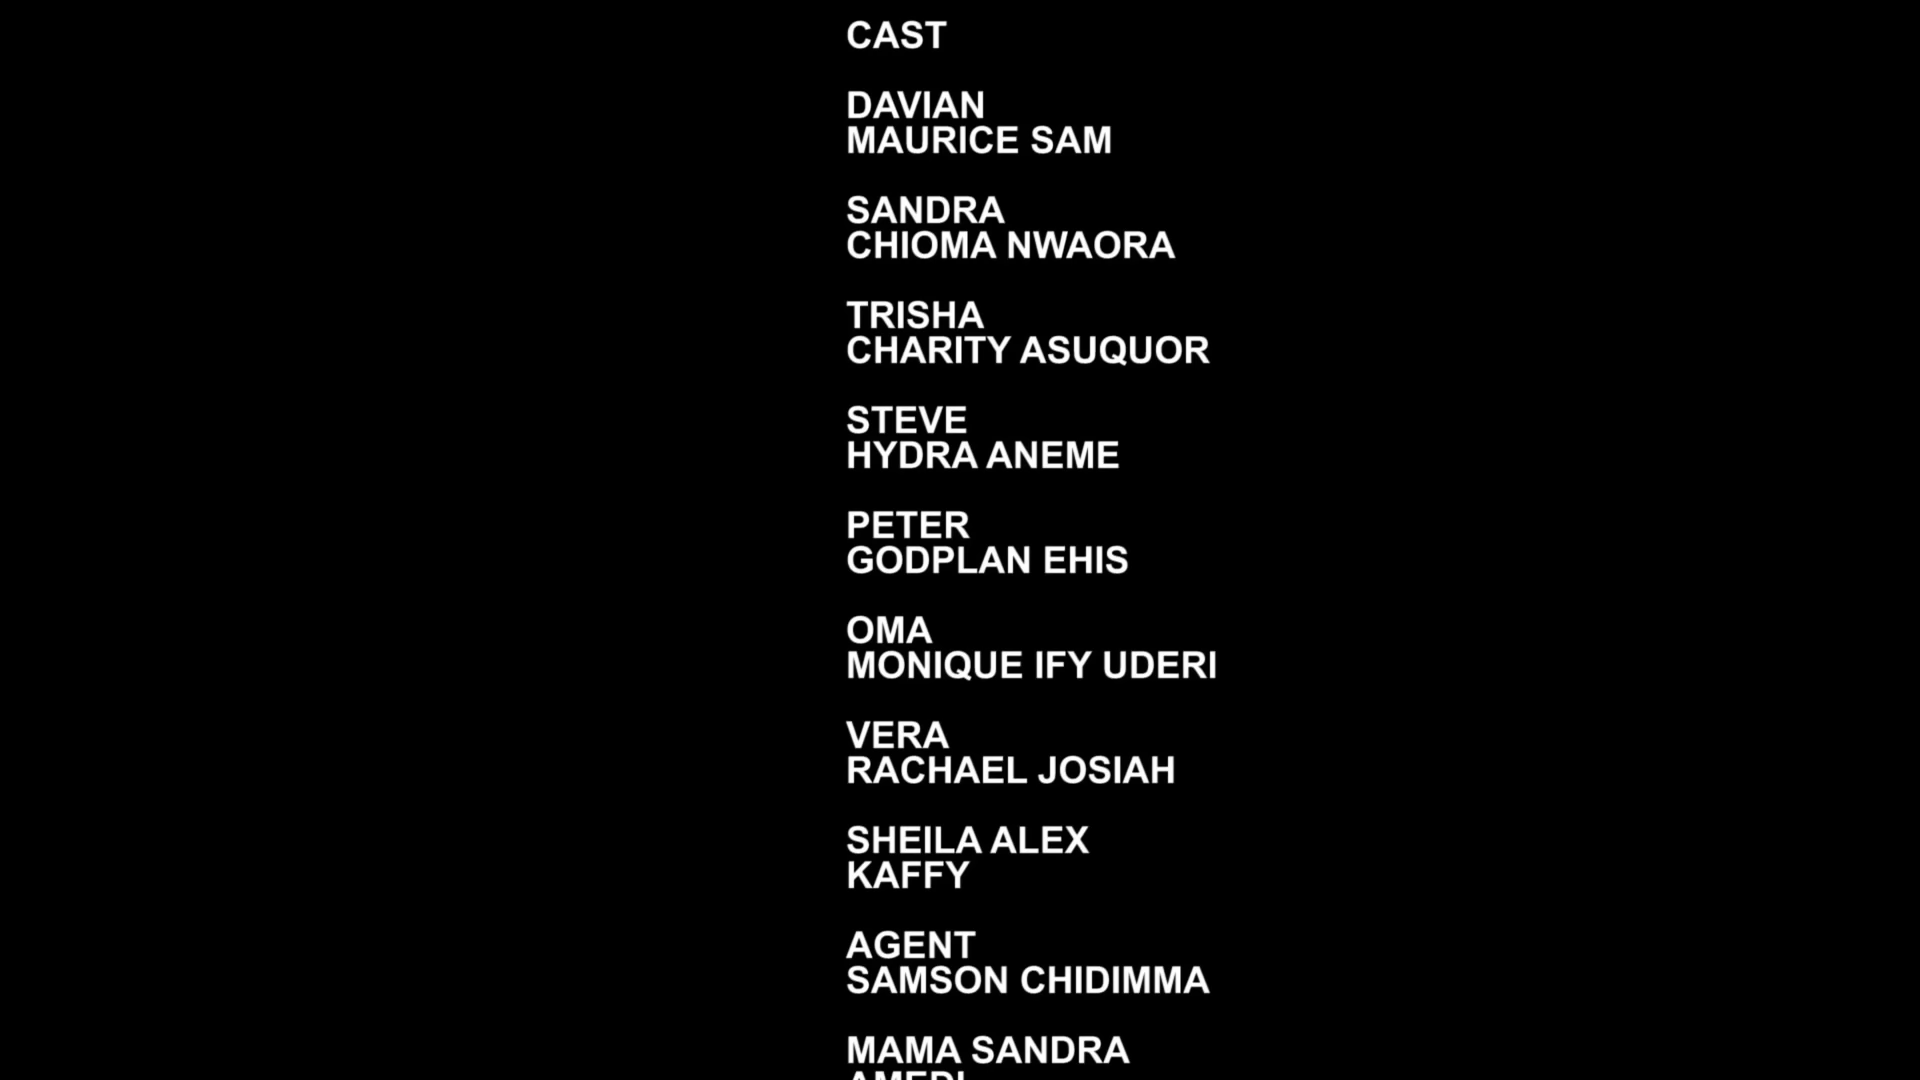 CAST
DAVIAN
MAURICE SAM
SANDRA
CHIOMA NWAORA
TRISHA
CHARITY ASUQUOR
STEVE
HYDRA ANEME
PETER
GODPLAN EHIS
OMA
MONIQUE IFY UDERI
VERA
RACHAEL JOSIAH
SHEILA ALEX
KAFFY
AGENT
SAMSON CHIDIMMA
MAMA SANDRA